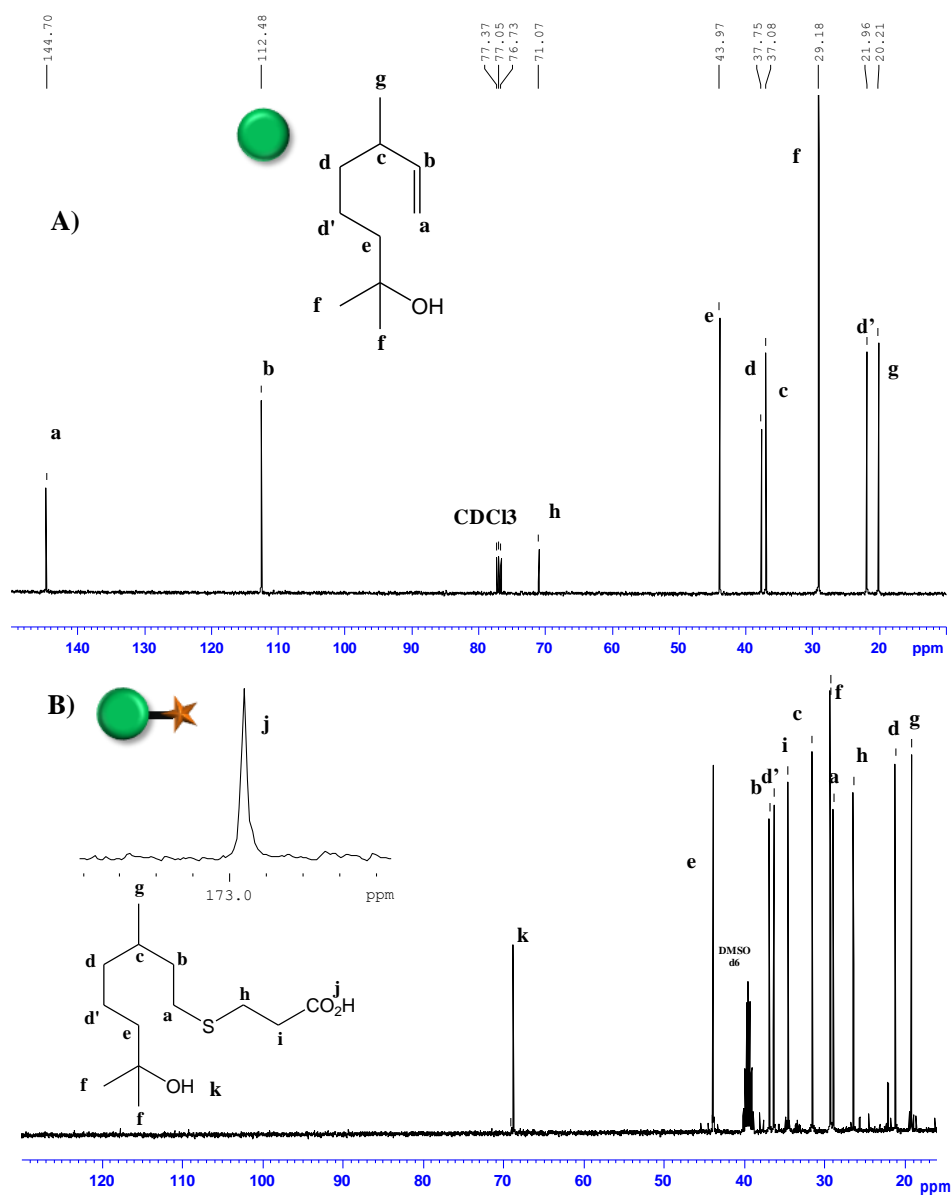 144.70
112.48
77.37
77.05
76.73
71.07
43.97
37.75
37.08
29.18
21.96
20.21
A)
g
d
c
b
d'
a
e
f
OH
f
a
b
CDCl3
h
e
d
c
f
d’
g
140 130 120 110 100 90 80 70 60 50 40 30 20 ppm
B)
j
173.0 ppm
g
d
c
b
d'
a
S
h
j
CO2H
i
e
f
OH
k
f
k
e
DMSO
d6
b
d’
i
c
f
a
h
d
g
120 110 100 90 80 70 60 50 40 30 20 ppm